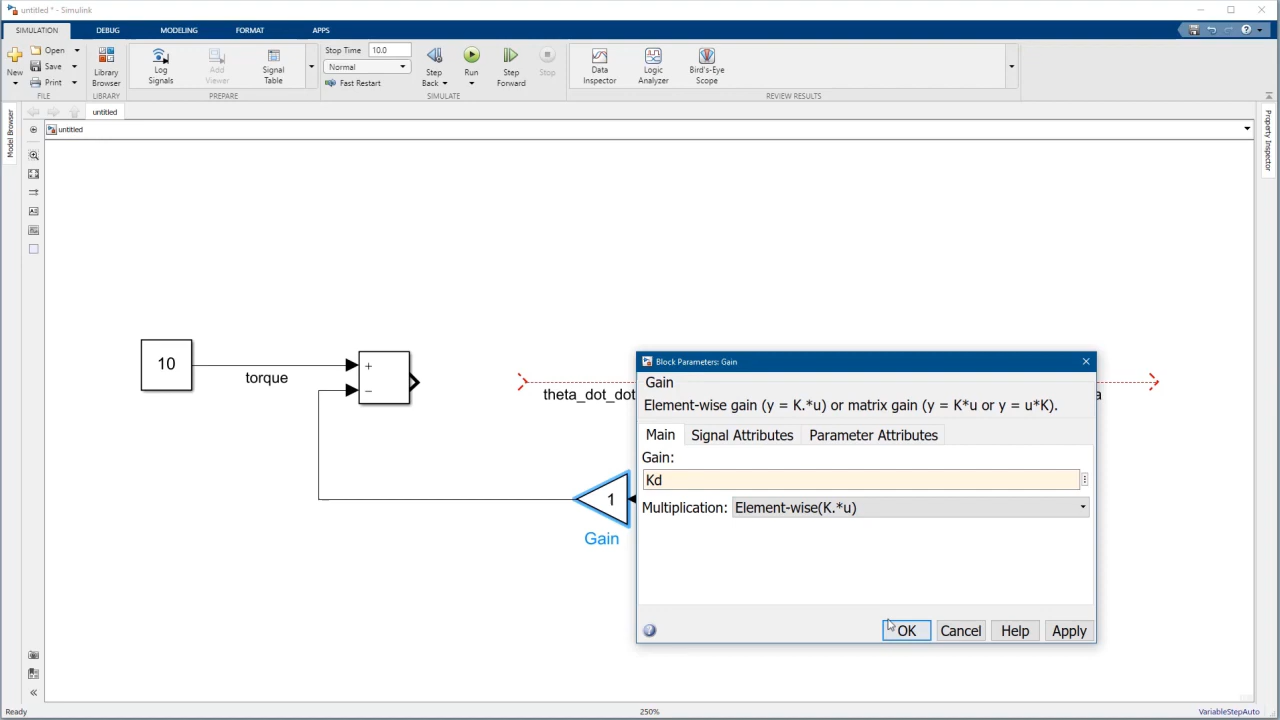 untitled * - Simulink
SIMULATION DEBUG MODELING FORMAT APPS
New
Open
Save
Print
FILE
Library Browser
LIBRARY
Log Signals
Add Viewer
Signal Table
PREPARE
Stop Time 10.0
Normal
Fast Restart
Step Back
Run
Step Forward
Stop
SIMULATE
Data Inspector
Logic Analyzer
Bird's-Eye Scope
REVIEW RESULTS
Model Browser
untitled
untitled
Property Inspector
10
torque
+
−
theta_dot_dot
a
1
Gain
Block Parameters: Gain
Gain
Element-wise gain (y = K.*u) or matrix gain (y = K*u or y = u*K).
Main Signal Attributes Parameter Attributes
Gain:
Kd
Multiplication: Element-wise(K.*u)
OK Cancel Help Apply
Ready 250% VariableStepAuto